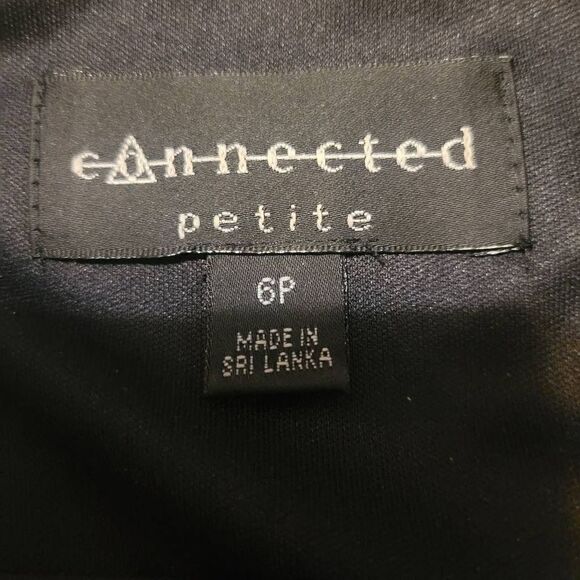 connected
petite
6P
MADE IN
SRI LANKA